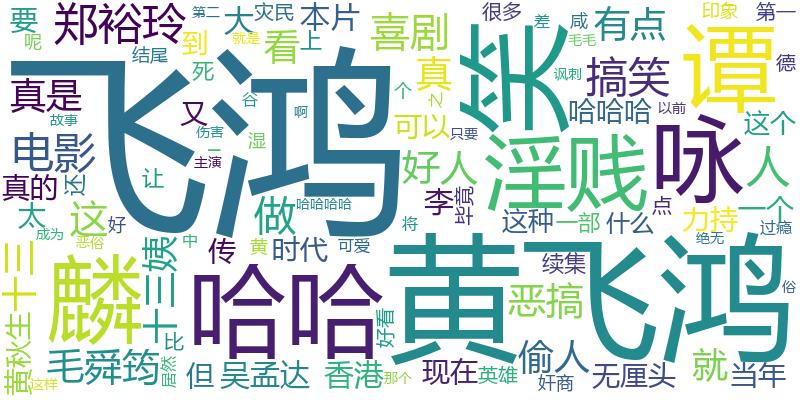 要 郑裕玲 到 大 灾民 第二 本片 很多 印象 第一
呢 结尾 死 看 上 喜剧 差 咸 有点 德
真是 飞鸿 真 笑 毛毛 讽刺 搞笑 谭
故事 又 谷 个 之 哈哈哈 以前
电影 伤害 一 湿 啊 可以 淫贱 只要 咏 这个
真的 还 让 主演 好人 人
太 这 好 哈哈哈哈 做 李 毕竟 点 一个
成为 恶俗 中 传 黄 时代 可爱 将 这种 一部 什么 力持 过瘾
黄秋生 十三 麟 十三姨 哈哈 黄飞鸿 续集 绝无
好看 恶搞 俗
比 居然 偷人 就
毛舜筠 但 吴孟达 香港 现在 英雄 无厘头 当年
这样 就是 那个 奸商